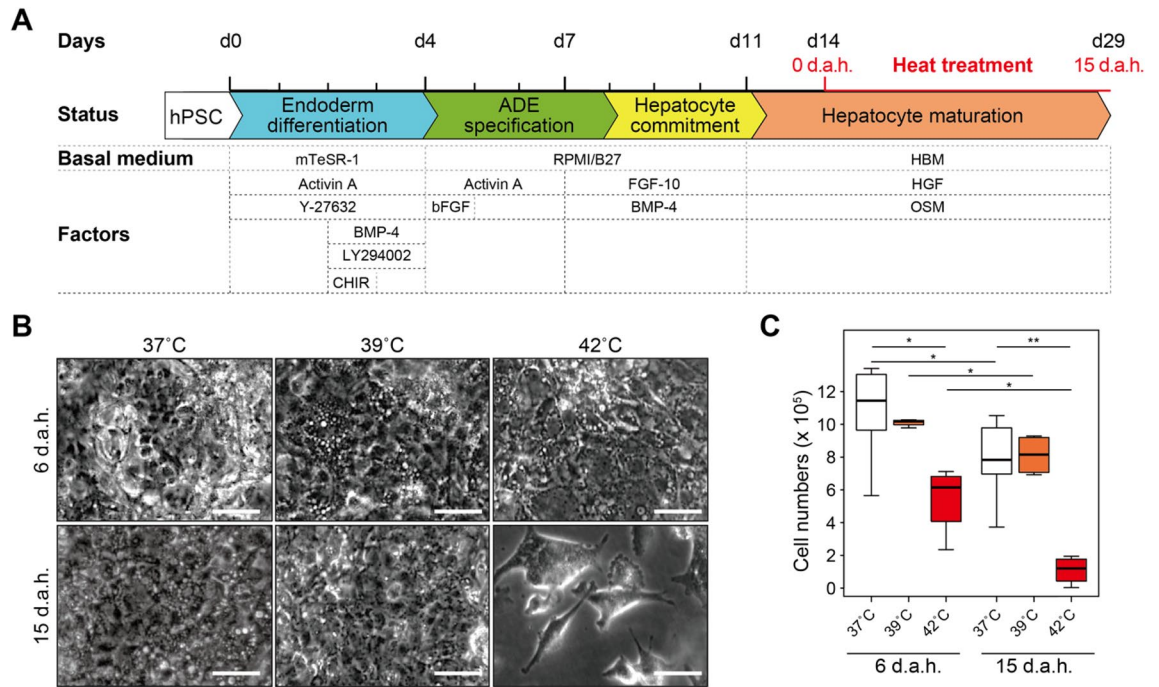 A
Days d0 d4 d7 d11 d14 d29
0 d.a.h. Heat treatment 15 d.a.h.
Status hPSC Endoderm differentiation ADE specification Hepatocyte commitment Hepatocyte maturation
Basal medium mTeSR-1 RPMI/B27 HBM
Activin A Activin A FGF-10 HGF
Y-27632 bFGF BMP-4 OSM
Factors BMP-4
LY294002
CHIR
B
37˚C 39˚C 42˚C
6 d.a.h.
15 d.a.h.
C
* **
*
*
*
Cell numbers (x 10⁵)
12
10
8
6
4
2
0
37˚C 39˚C 42˚C 37˚C 39˚C 42˚C
6 d.a.h. 15 d.a.h.